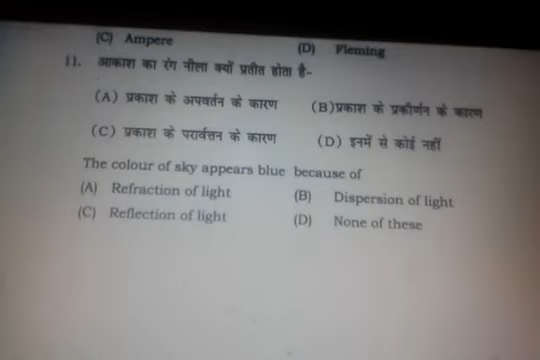 (C) Ampere (D) Fleming
11. आकाश का रंग नीला क्यों प्रतीत होता है-
(A) प्रकाश के अपवर्तन के कारण (B)प्रकाश के प्रकीर्णन के कारण
(C) प्रकाश के परार्वत्तन के कारण (D) इनमें से कोई नहीं
The colour of sky appears blue because of
(A) Refraction of light (B) Dispersion of light
(C) Reflection of light (D) None of these